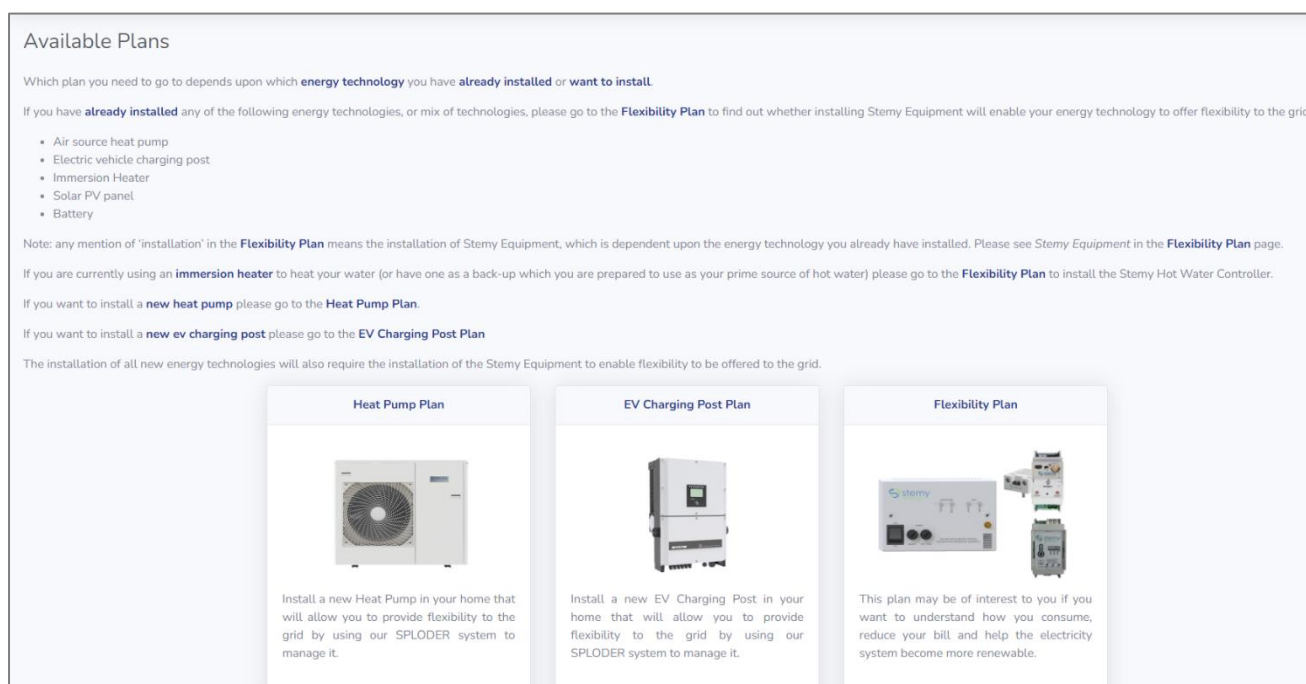 Available Plans
Which plan you need to go to depends upon which energy technology you have already installed or want to install.
If you have already installed any of the following energy technologies, or mix of technologies, please go to the Flexibility Plan to find out whether installing Stemy Equipment will enable your energy technology to offer flexibility to the grid
• Air source heat pump
• Electric vehicle charging post
• Immersion Heater
• Solar PV panel
• Battery
Note: any mention of 'installation' in the Flexibility Plan means the installation of Stemy Equipment, which is dependent upon the energy technology you already have installed. Please see Stemy Equipment in the Flexibility Plan page.
If you are currently using an immersion heater to heat your water (or have one as a back-up which you are prepared to use as your prime source of hot water) please go to the Flexibility Plan to install the Stemy Hot Water Controller.
If you want to install a new heat pump please go to the Heat Pump Plan.
If you want to install a new ev charging post please go to the EV Charging Post Plan
The installation of all new energy technologies will also require the installation of the Stemy Equipment to enable flexibility to be offered to the grid.
Heat Pump Plan
Install a new Heat Pump in your home that
will allow you to provide flexibility to the
grid by using our SPLODER system to
manage it.
EV Charging Post Plan
Install a new EV Charging Post in your
home that will allow you to provide
flexibility to the grid by using our
SPLODER system to manage it.
Flexibility Plan
stemy
This plan may be of interest to you if you
want to understand how you consume,
reduce your bill and help the electricity
system become more renewable.